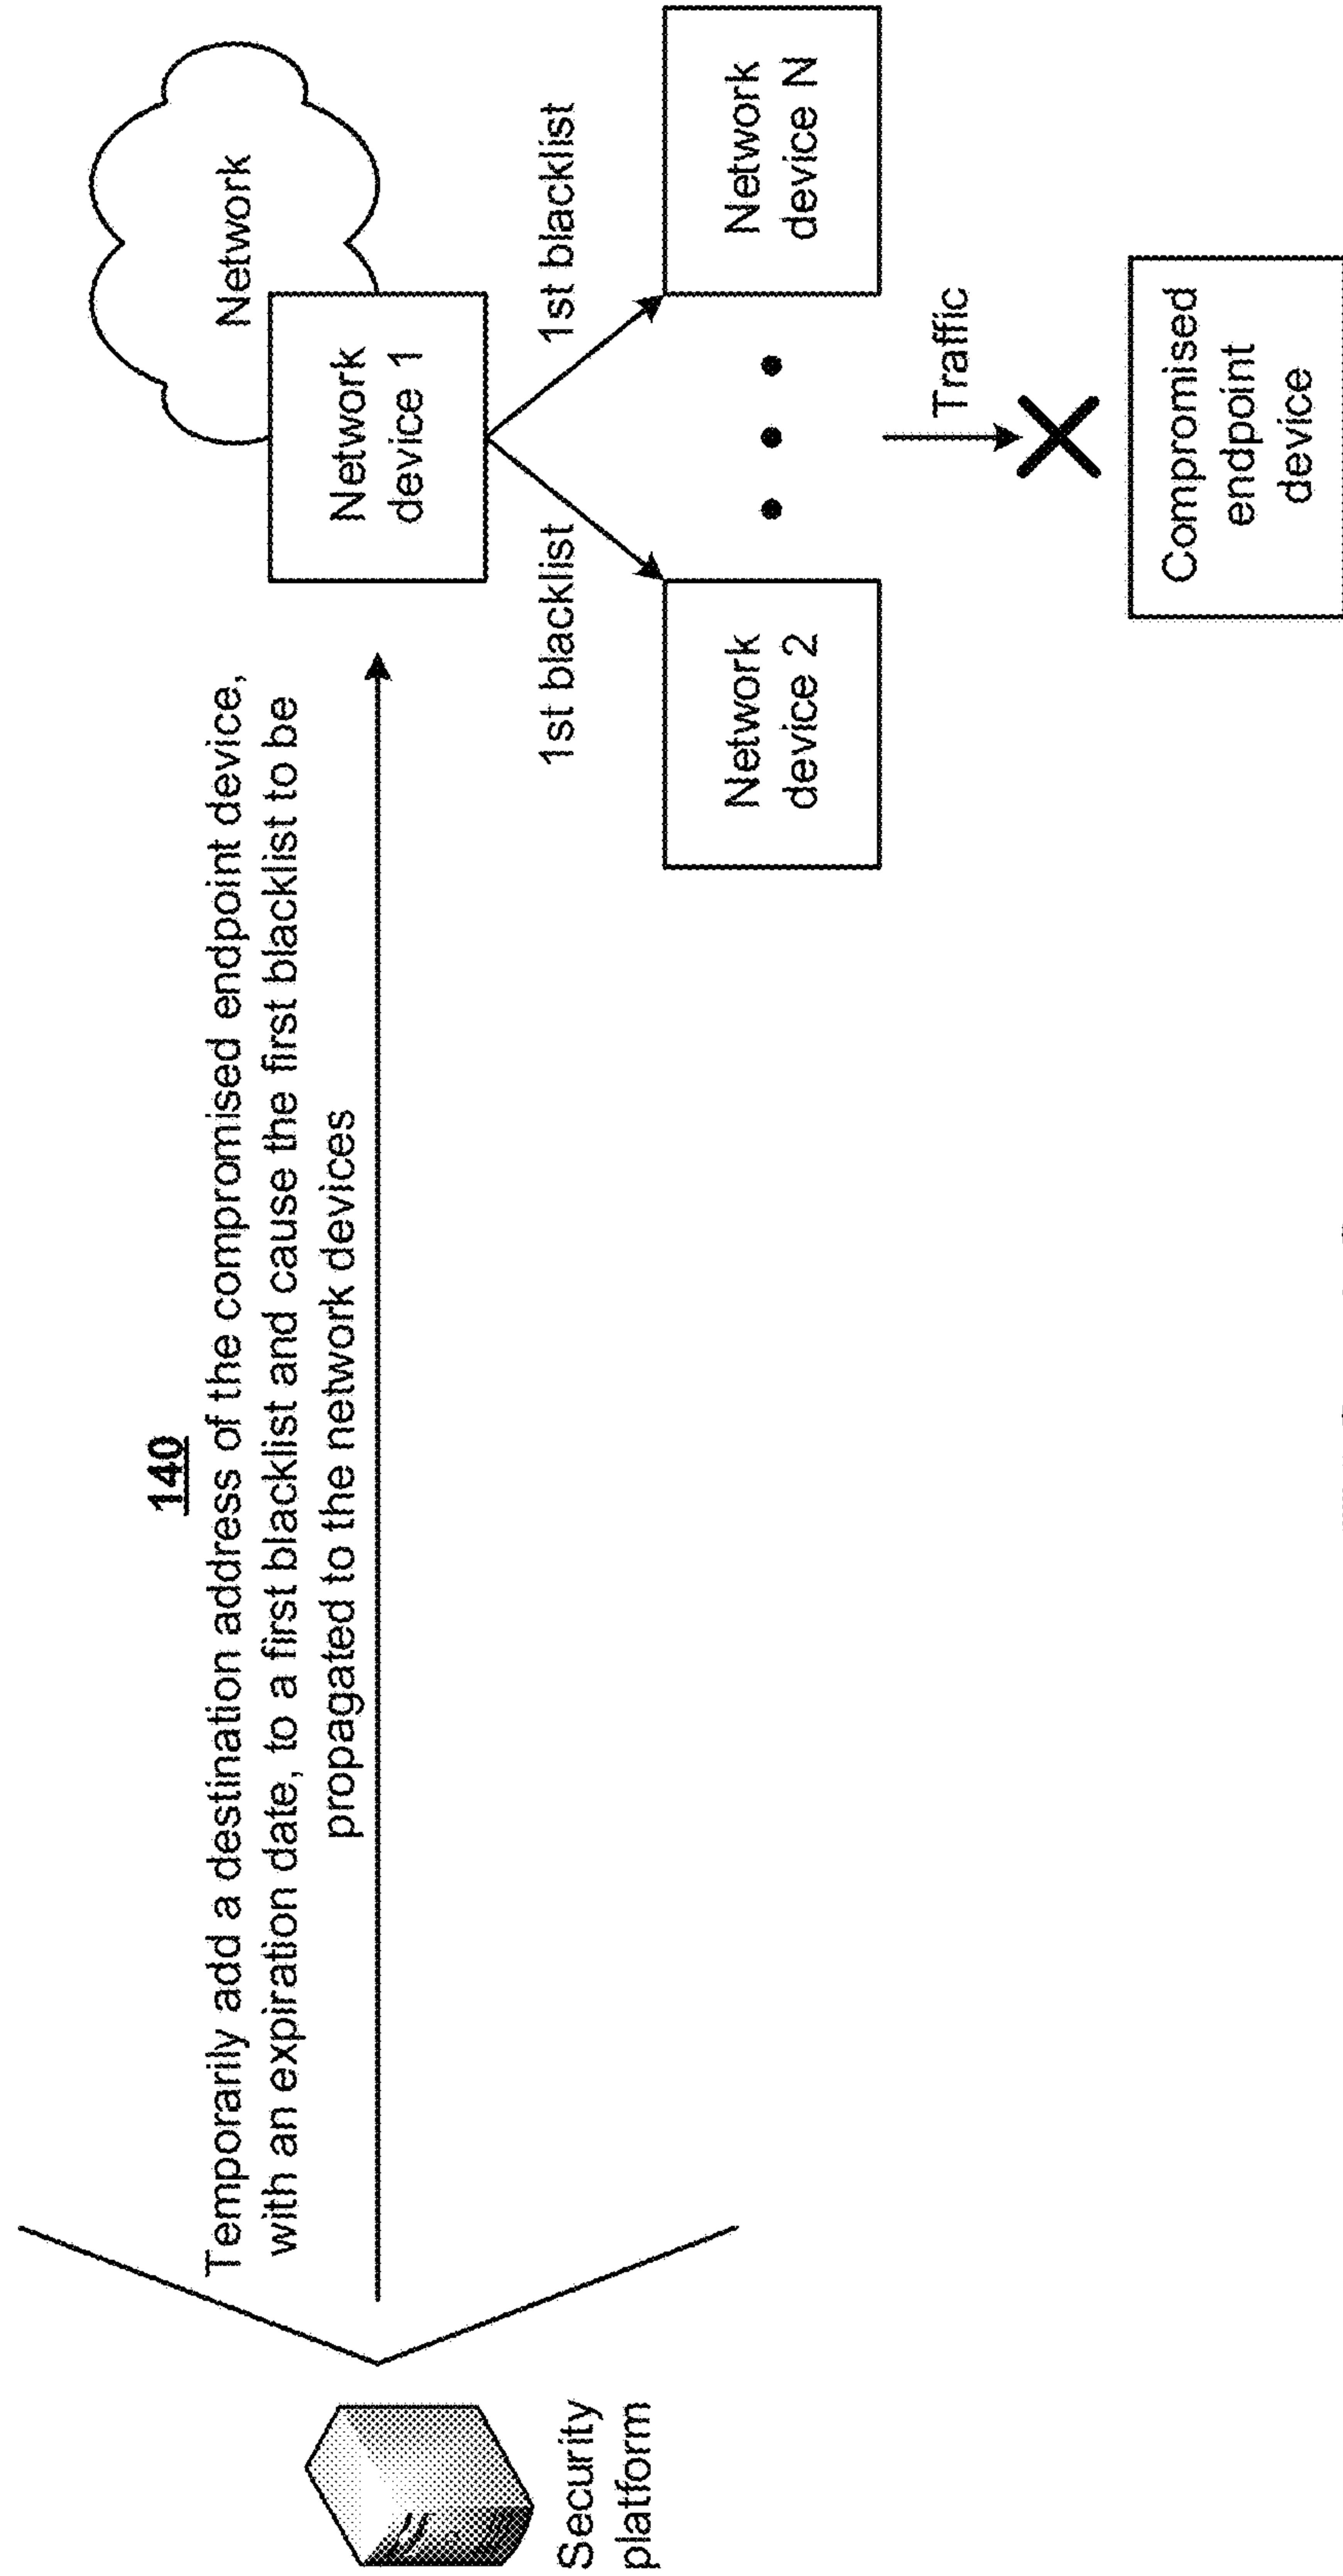 140
Temporarily add a destination address of the compromised endpoint device,
with an expiration date, to a first blacklist and cause the first blacklist to be
propagated to the network devices
Security
platform
Network
Network
device 1
1st blacklist
1st blacklist
Network
device 2
Network
device N
Traffic
Compromised
endpoint
device